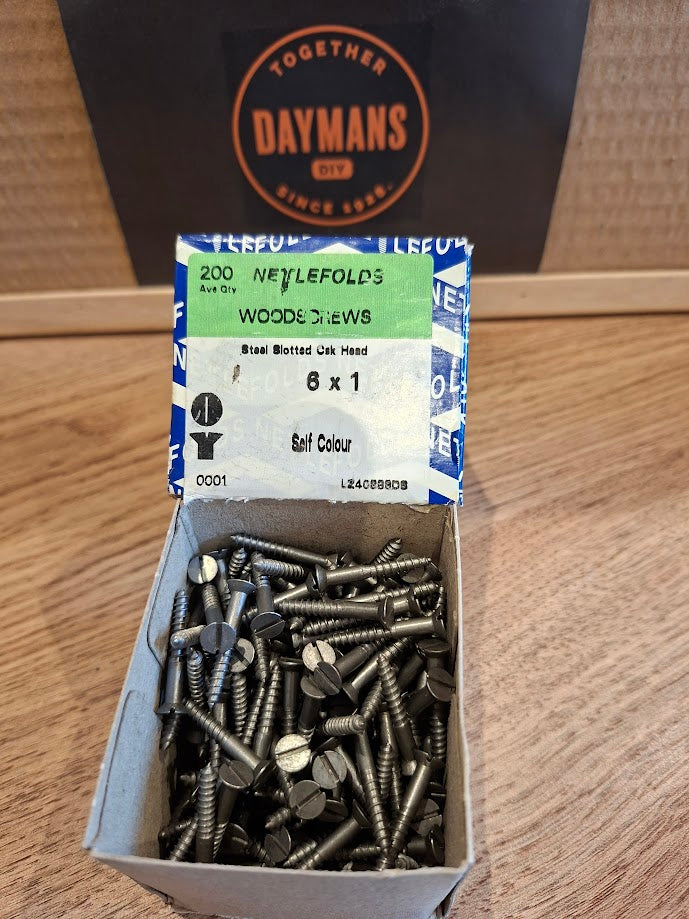 TOGETHER
DAYMANS
DIY
SINCE 1928.
200 NETTLEFOLDS
Ave Qty
WOODSCREWS
Steel Slotted Csk Head
6 x 1
Self Colour
0001